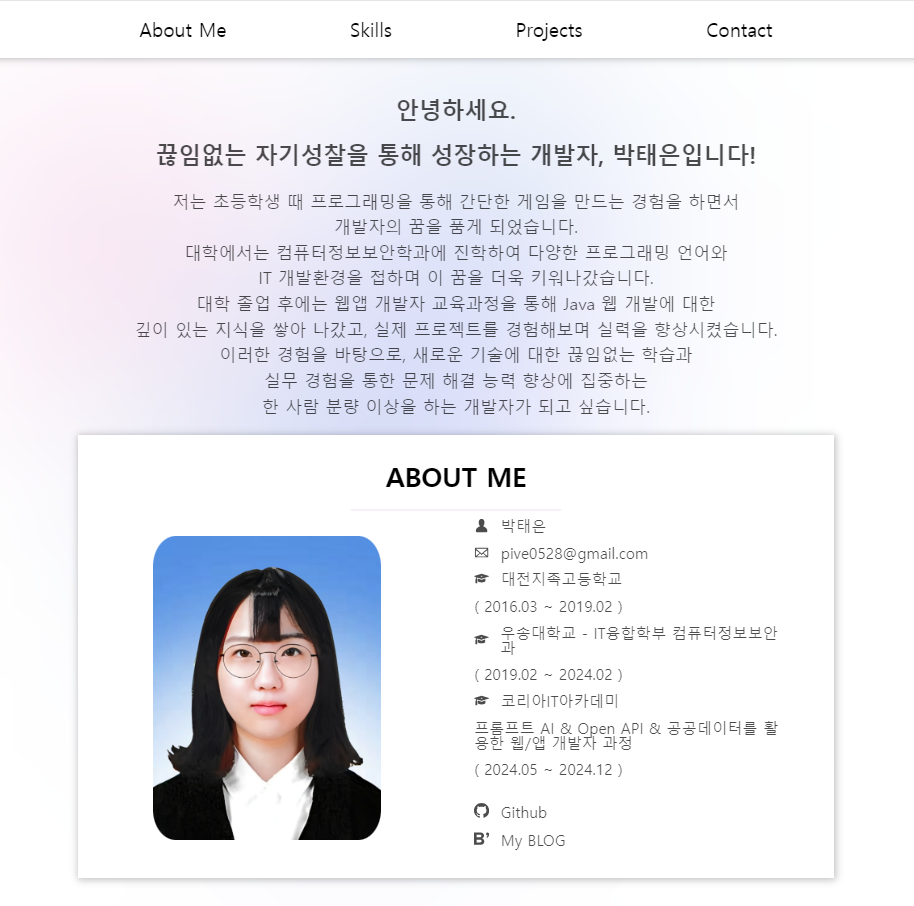 About Me Skills Projects Contact
안녕하세요.
끊임없는 자기성찰을 통해 성장하는 개발자, 박태은입니다!
저는 초등학생 때 프로그래밍을 통해 간단한 게임을 만드는 경험을 하면서
개발자의 꿈을 품게 되었습니다.
대학에서는 컴퓨터정보보안학과에 진학하여 다양한 프로그래밍 언어와
IT 개발환경을 접하며 이 꿈을 더욱 키워나갔습니다.
대학 졸업 후에는 웹앱 개발자 교육과정을 통해 Java 웹 개발에 대한
깊이 있는 지식을 쌓아 나갔고, 실제 프로젝트를 경험해보며 실력을 향상시켰습니다.
이러한 경험을 바탕으로, 새로운 기술에 대한 끊임없는 학습과
실무 경험을 통한 문제 해결 능력 향상에 집중하는
한 사람 분량 이상을 하는 개발자가 되고 싶습니다.
ABOUT ME
박태은
pive0528@gmail.com
대전지족고등학교
( 2016.03 ~ 2019.02 )
우송대학교 - IT융합학부 컴퓨터정보보안
과
( 2019.02 ~ 2024.02 )
코리아IT아카데미
프롬프트 AI & Open API & 공공데이터를 활
용한 웹/앱 개발자 과정
( 2024.05 ~ 2024.12 )
Github
My BLOG